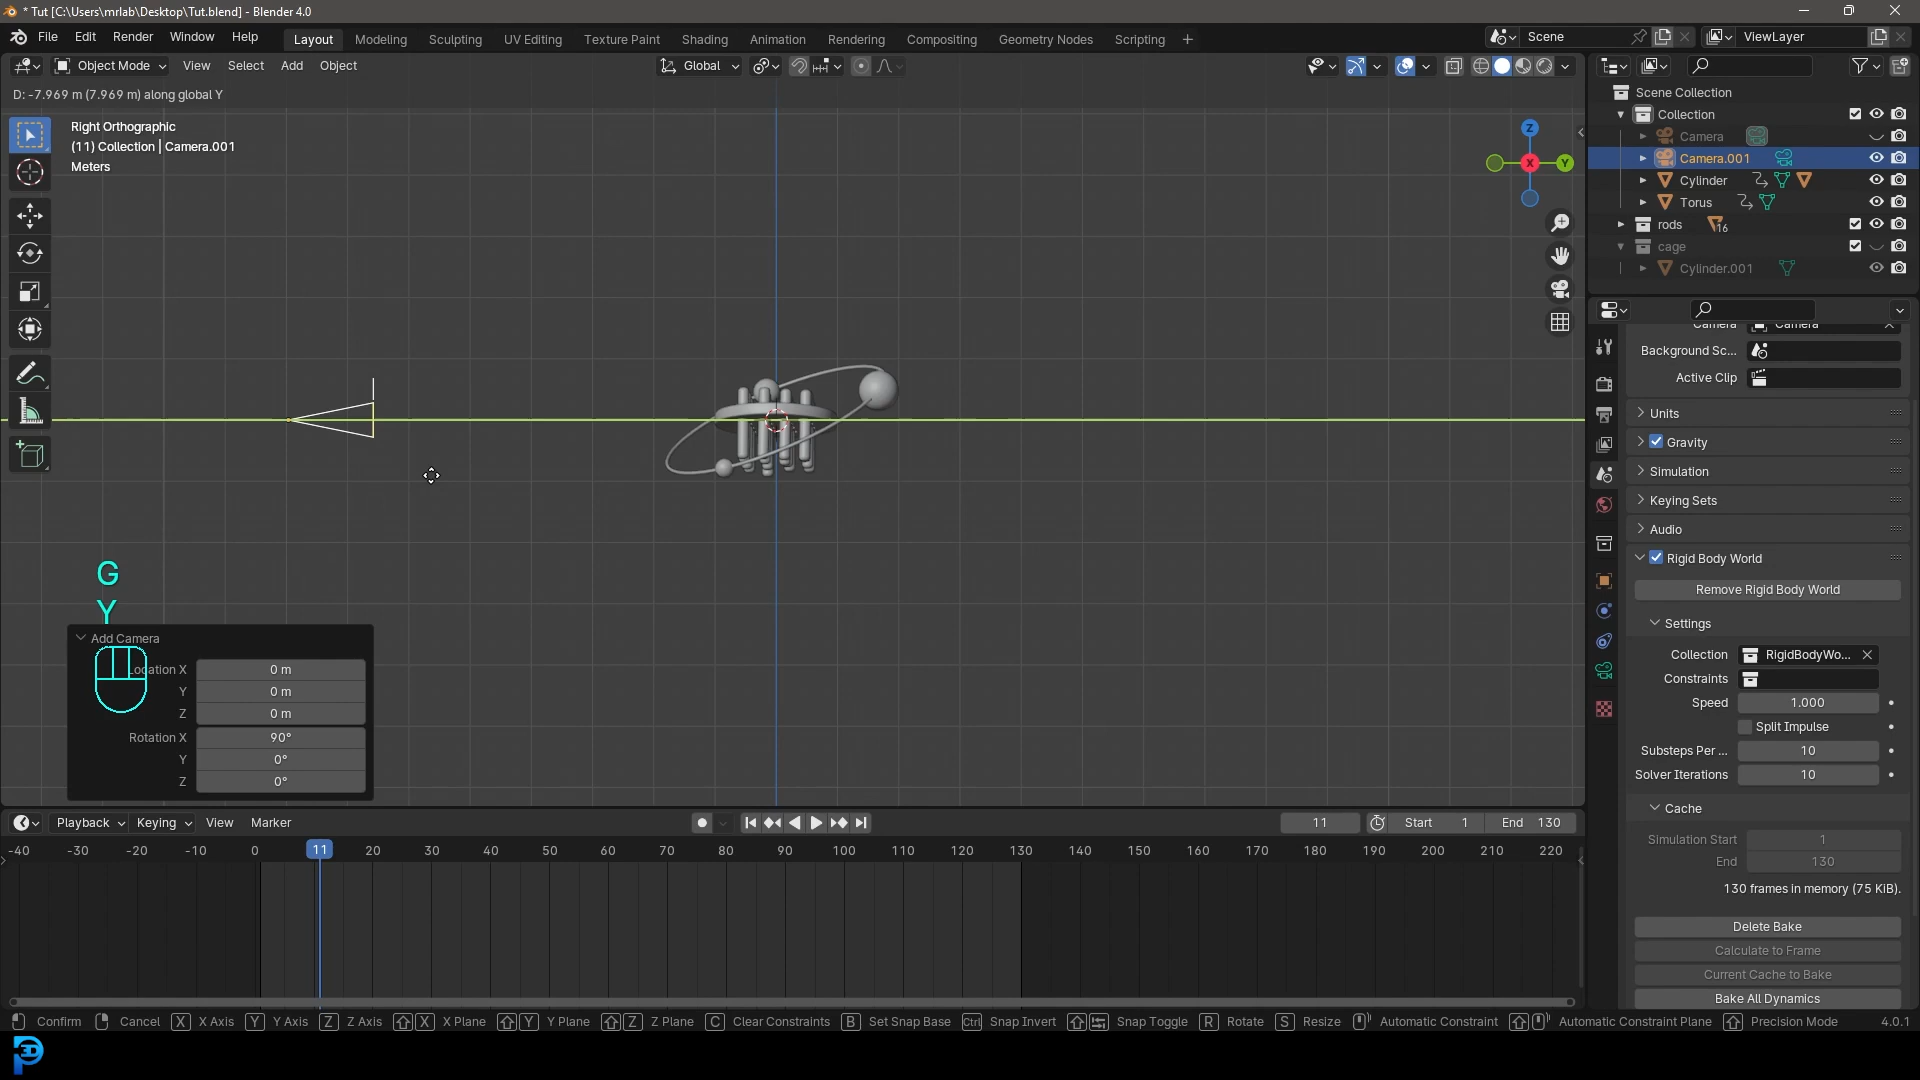 * Tut [C:\Users\mrlab\Desktop\Tut.blend] - Blender 4.0
File Edit Render Window Help Layout Modeling Sculpting UV Editing Texture Paint Shading Animation Rendering Compositing Geometry Nodes Scripting + Scene ViewLayer
Object Mode View Select Add Object Global
D: -7.969 m (7.969 m) along global Y
Right Orthographic
(11) Collection | Camera.001
Meters
Z
X
Y
G
Y
Add Camera
Location X 0 m
Y 0 m
Z 0 m
Rotation X 90°
Y 0°
Z 0°
Scene Collection
Collection
Camera
Camera.001
Cylinder
Torus
rods 16
cage
Cylinder.001
Camera Camera
Background Sc...
Active Clip
Units
Gravity
Simulation
Keying Sets
Audio
Rigid Body World
Remove Rigid Body World
Settings
Collection RigidBodyWo...
Constraints
Speed 1.000
Split Impulse
Substeps Per ... 10
Solver Iterations 10
Cache
Simulation Start 1
End 130
130 frames in memory (75 KiB).
Delete Bake
Calculate to Frame
Current Cache to Bake
Bake All Dynamics
Playback Keying View Marker 11 Start 1 End 130
-40 -30 -20 -10 0 11 20 30 40 50 60 70 80 90 100 110 120 130 140 150 160 170 180 190 200 210 220
Confirm Cancel X X Axis Y Y Axis Z Z Axis X X Plane Y Y Plane Z Z Plane C Clear Constraints B Set Snap Base Ctrl Snap Invert Snap Toggle R Rotate S Resize Automatic Constraint Automatic Constraint Plane Precision Mode 4.0.1
3D